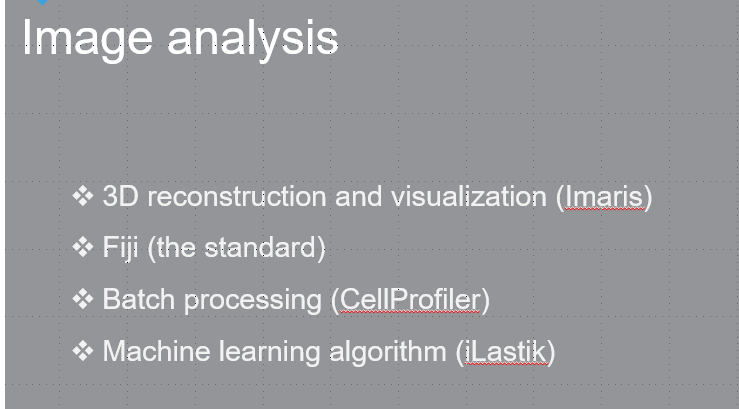 Image analysis
❖ 3D reconstruction and visualization (Imaris)
❖ Fiji (the standard)
❖ Batch processing (CellProfiler)
❖ Machine learning algorithm (iLastik)